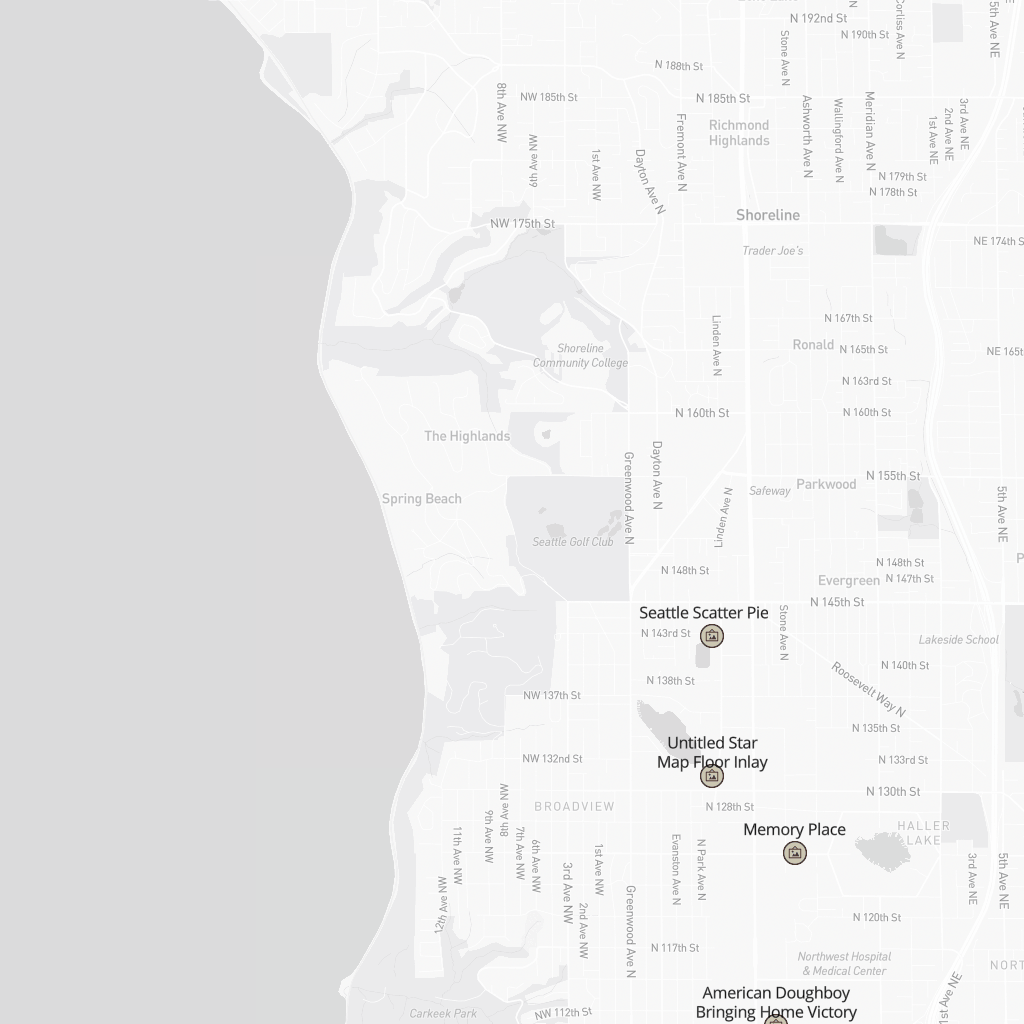 N 192nd St
N 190th St
Corliss Ave N
5th Ave NE
Stone Ave N
N 188th St
8th Ave NW
NW 185th St
N 185th St
Ashworth Ave N
Wallingford Ave N
Meridian Ave N
3rd Ave NE
2nd Ave NE
1st Ave NE
Fremont Ave N
Richmond
Highlands
6th Ave NW
1st Ave NW
Dayton Ave N
N 179th St
N 178th St
NW 175th St
Shoreline
NE 174th S
Trader Joe's
N 167th St
Linden Ave N
Ronald
N 165th St
NE 165t
Shoreline
Community College
N 163rd St
N 160th St
N 160th St
The Highlands
Greenwood Ave N
Dayton Ave N
N 155th St
Parkwood
Safeway
Spring Beach
Linden Ave N
5th Ave NE
Seattle Golf Club
N 148th St
N 148th St
N 147th St
Evergreen
P
N 145th St
Seattle Scatter Pie
N 143rd St
Stone Ave N
Lakeside School
N 140th St
N 138th St
Roosevelt Way N
NW 137th St
N 135th St
Untitled Star
Map Floor Inlay
NW 132nd St
N 133rd St
N 130th St
BROADVIEW
N 128th St
8th Ave NW
9th Ave NW
11th Ave NW
7th Ave NW
6th Ave NW
Memory Place
HALLER
LAKE
1st Ave NW
3rd Ave NW
Evanston Ave N
N Park Ave N
3rd Ave NE
5th Ave NE
12th Ave NW
2nd Ave NW
Greenwood Ave N
N 120th St
N 117th St
Northwest Hospital
& Medical Center
NORT
1st Ave NE
American Doughboy
Bringing Home Victory
Carkeek Park
NW 112th St